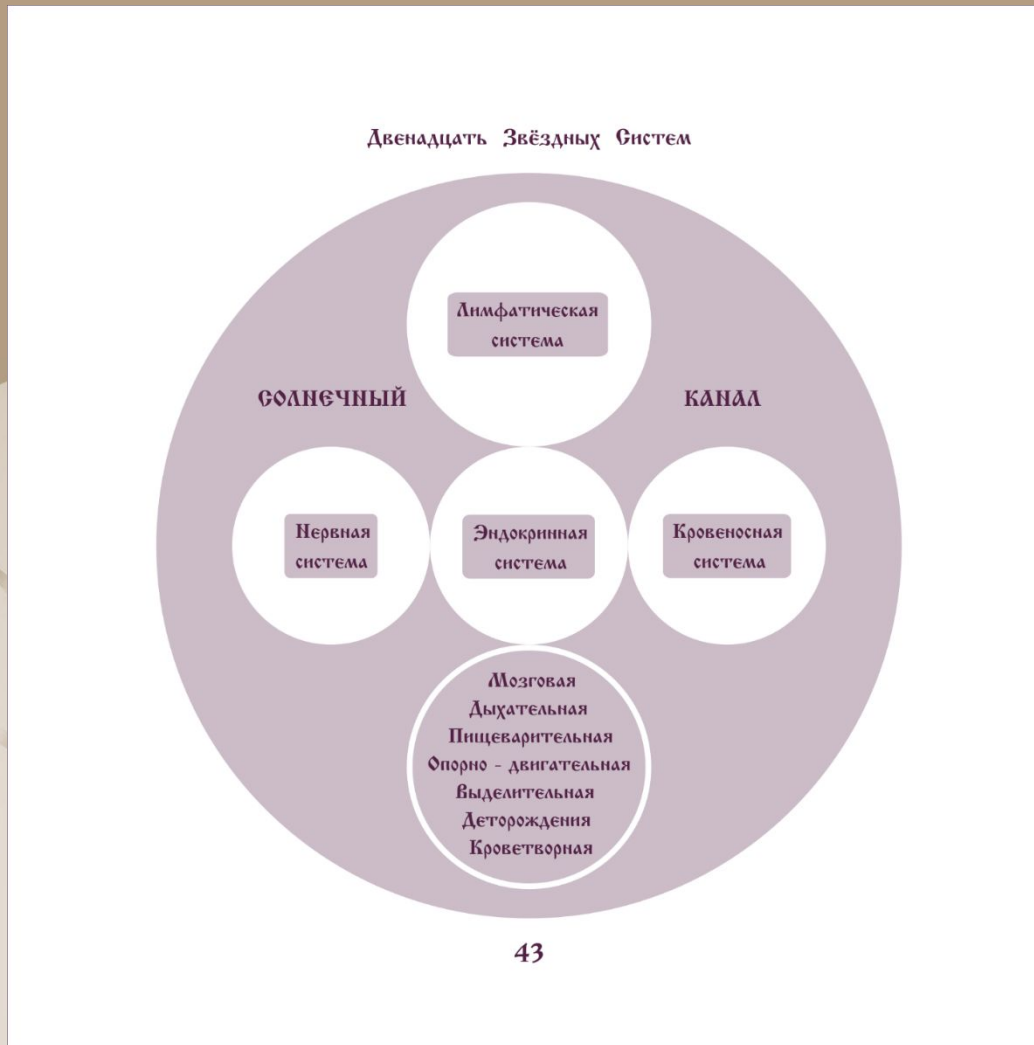 Двенадцать Звёздных Систем
Лимфатическая
система
СОЛНЕЧНЫЙ КАНАЛ
Нервная
система
Эндокринная
система
Кровеносная
система
Мозговая
Дыхательная
Пищеварительная
Опорно - двигательная
Выделительная
Деторождения
Кроветворная
43